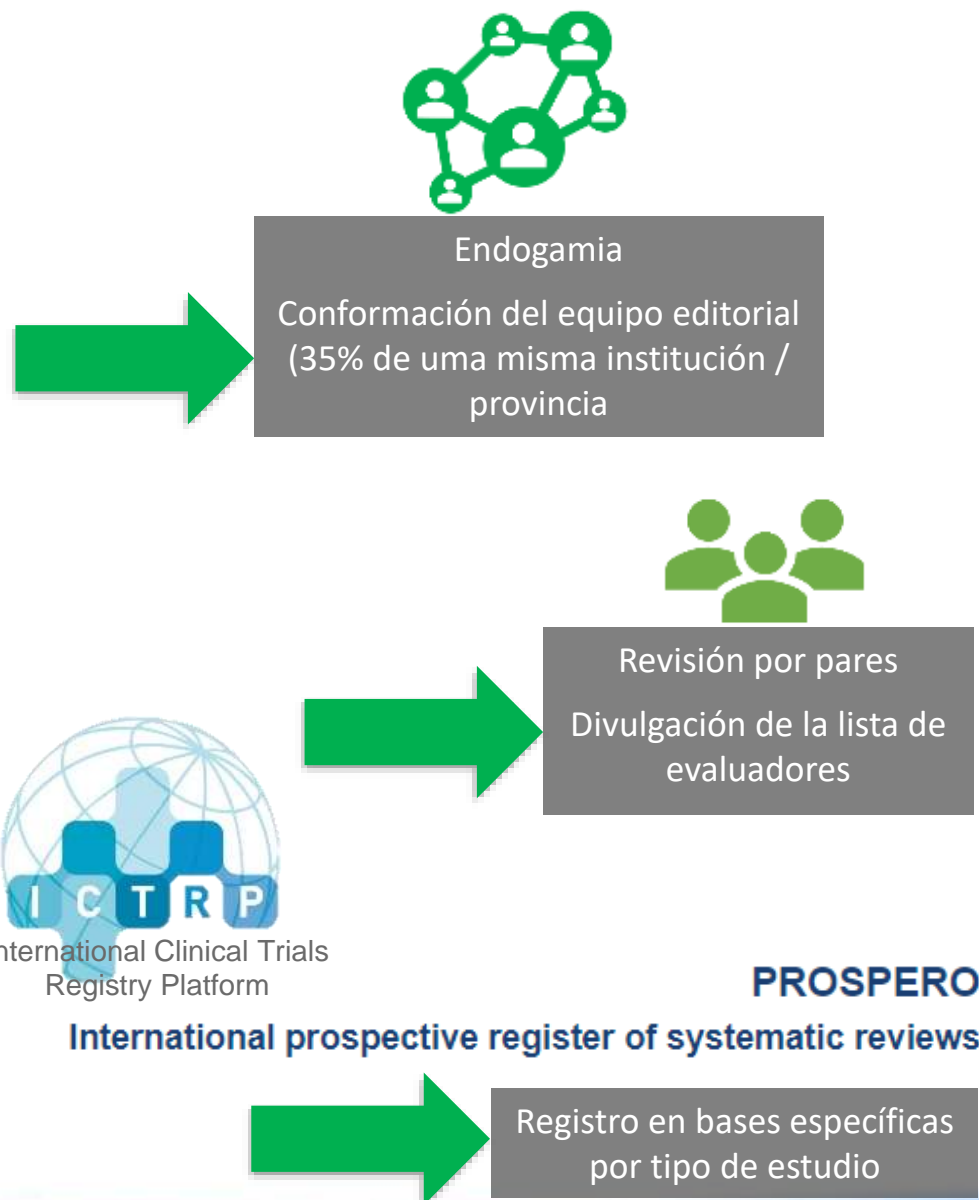 Endogamia
Conformación del equipo editorial
(35% de uma misma institución /
provincia
Revisión por pares
Divulgación de la lista de
evaluadores
I C T R P
nternational Clinical Trials
Registry Platform
PROSPERO
International prospective register of systematic reviews
Registro en bases específicas
por tipo de estudio